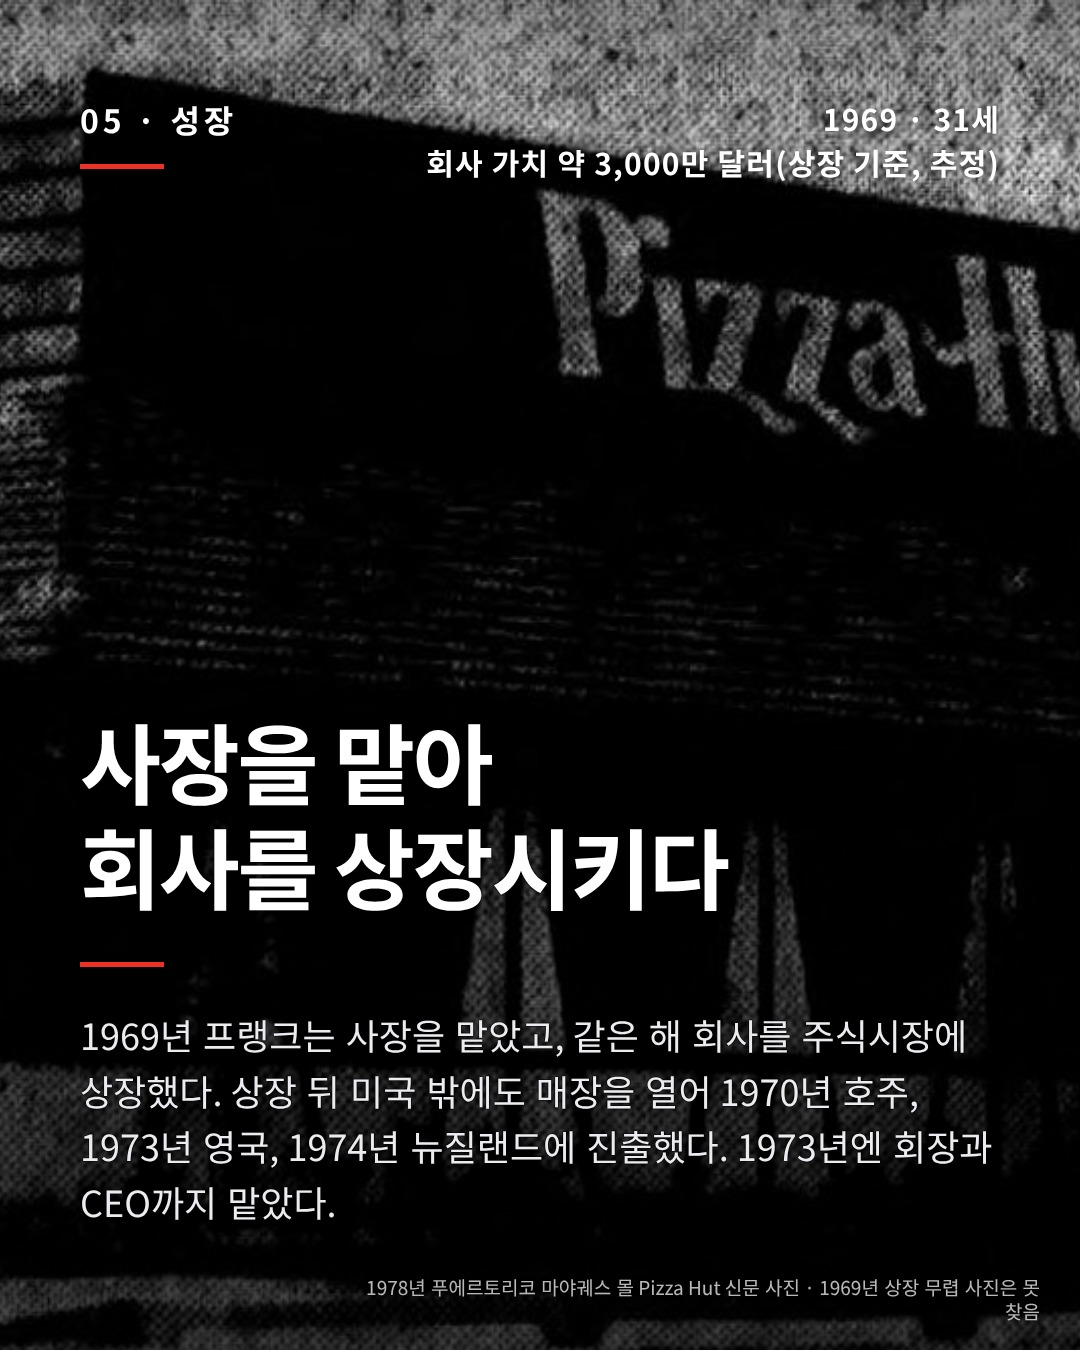 05 · 성장
1969 · 31세
회사 가치 약 3,000만 달러(상장 기준, 추정)
Pizza Hu
사장을 맡아
회사를 상장시키다
1969년 프랭크는 사장을 맡았고, 같은 해 회사를 주식시장에
상장했다. 상장 뒤 미국 밖에도 매장을 열어 1970년 호주,
1973년 영국, 1974년 뉴질랜드에 진출했다. 1973년엔 회장과
CEO까지 맡았다.
1978년 푸에르토리코 마야궤스 몰 Pizza Hut 신문 사진 · 1969년 상장 무렵 사진은 못
찾음